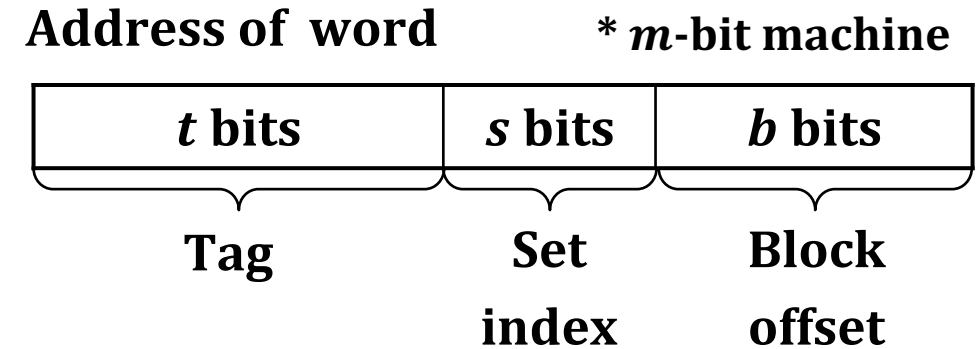 Address of word * m-bit machine
t bits s bits b bits
Tag Set Block
index offset